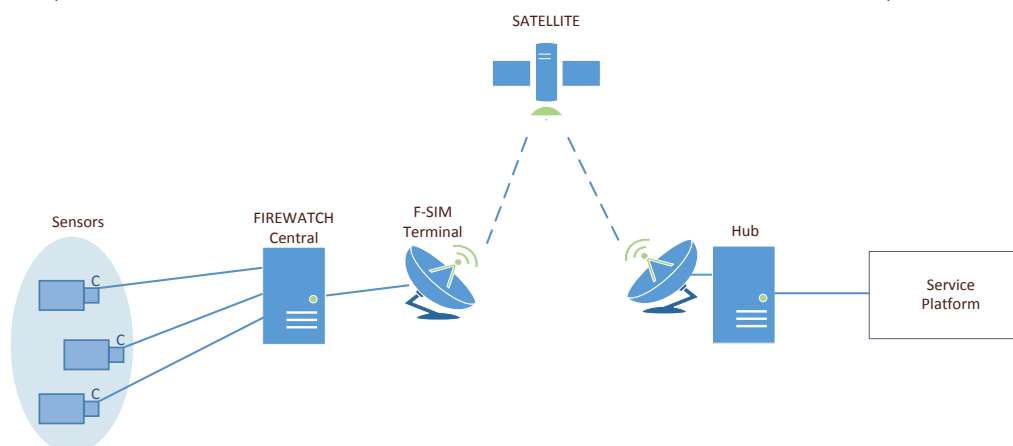 SATELLITE
Sensors
FIREWATCH
Central
F-SIM
Terminal
Hub
C
C
C
Service
Platform